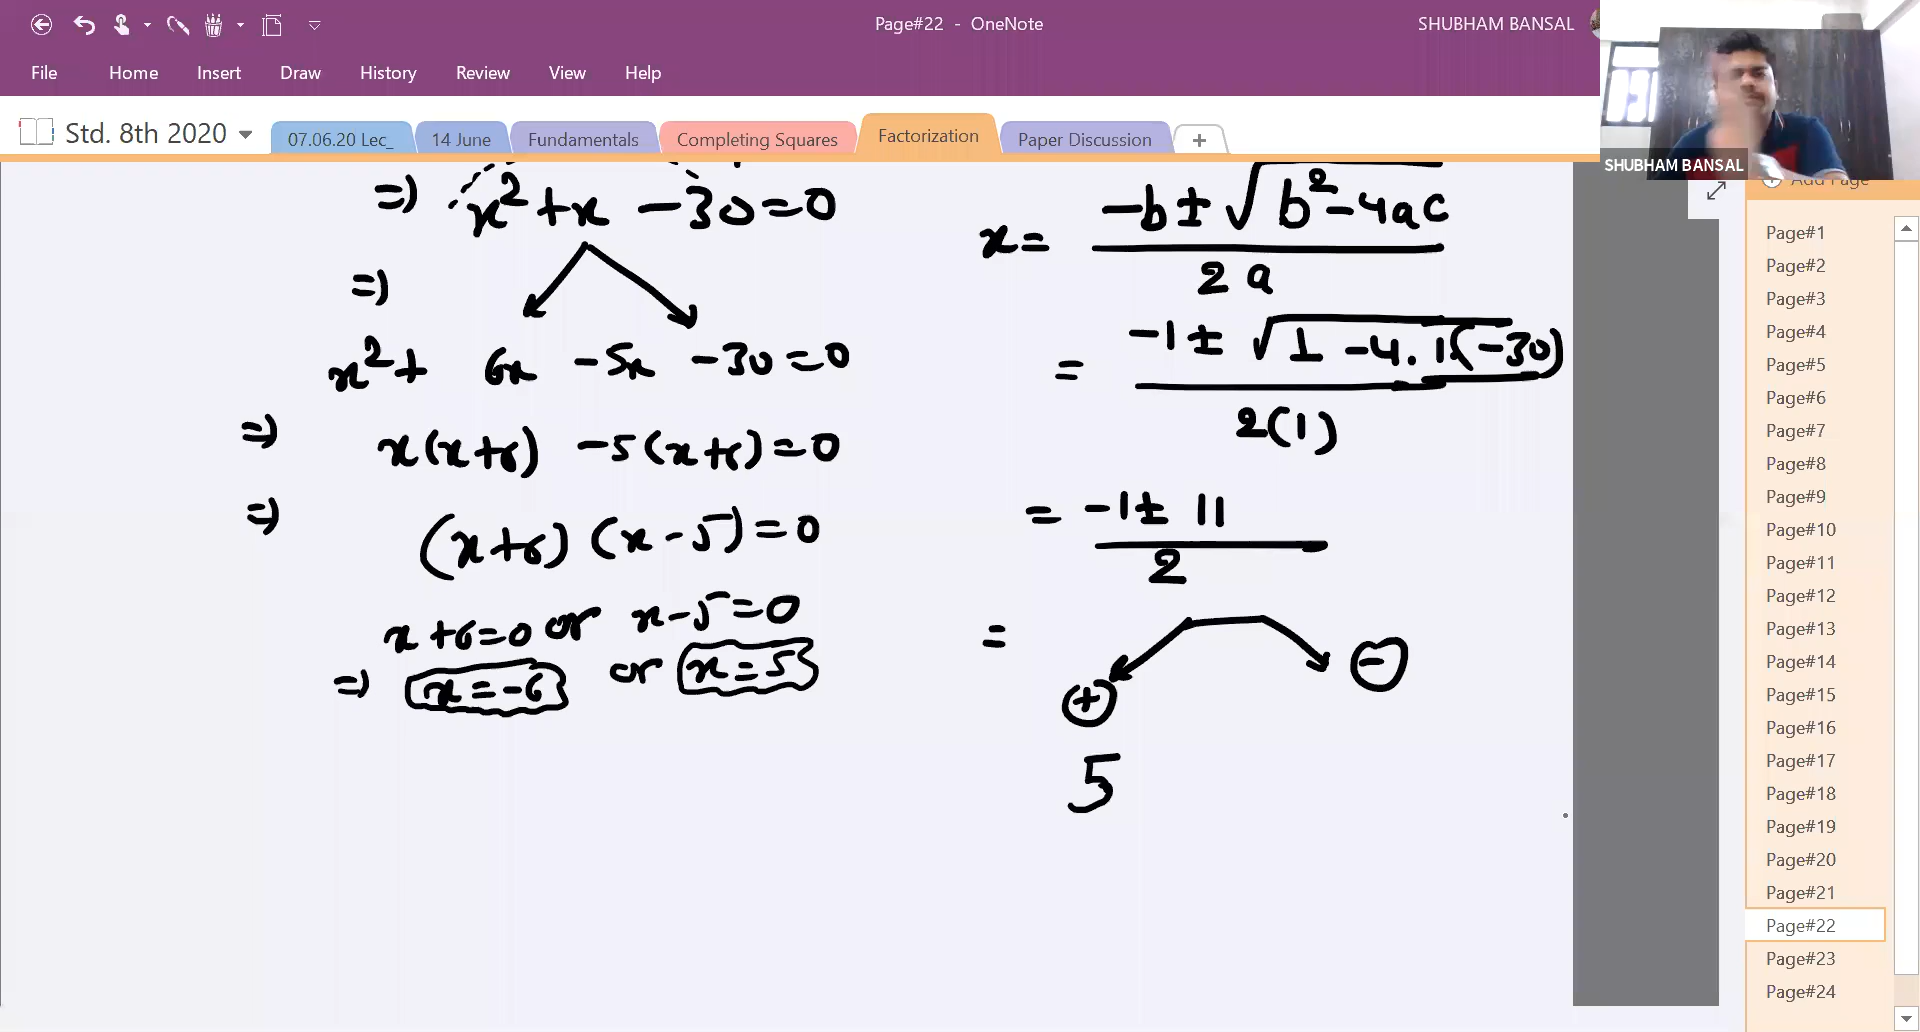 Page#22 - OneNote
SHUBHAM BANSAL
File Home Insert Draw History Review View Help
Std. 8th 2020
07.06.20 Lec_
14 June
Fundamentals
Completing Squares
Factorization
Paper Discussion
+
SHUBHAM BANSAL
Add Page
=> x² + x - 30 = 0
=>
x² + 6x - 5x - 30 = 0
=> x(x+6) - 5(x+6) = 0
=> (x+6) (x-5) = 0
x+6=0 or x-5=0
=> x=-6 or x=5
x = -b ± √b²-4ac
2a
= -1 ± √1 - 4.1(-30)
2(1)
= -1 ± 11
2
=
+ -
5
Page#1
Page#2
Page#3
Page#4
Page#5
Page#6
Page#7
Page#8
Page#9
Page#10
Page#11
Page#12
Page#13
Page#14
Page#15
Page#16
Page#17
Page#18
Page#19
Page#20
Page#21
Page#22
Page#23
Page#24